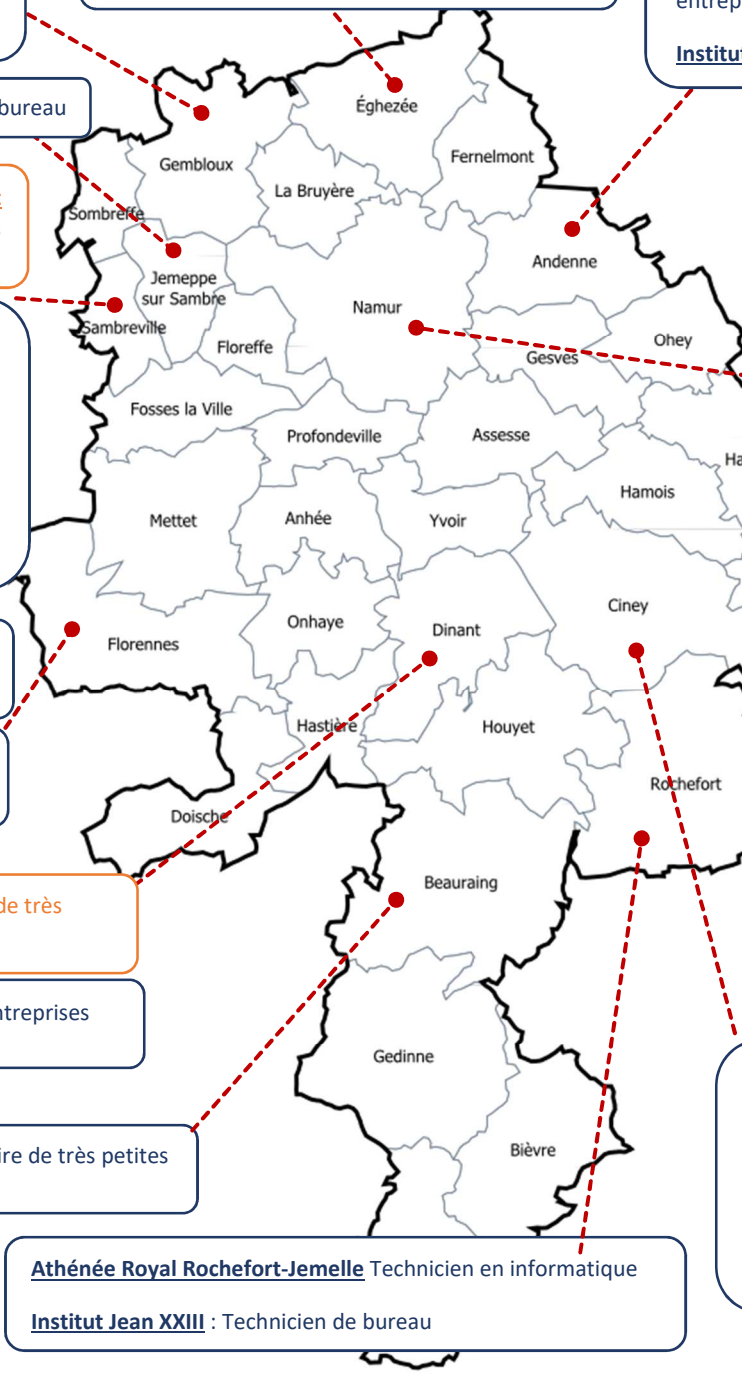 entrep
Institut
bureau
Éghezée
Gembloux
Fernelmont
La Bruyère
Sombreffe
Andenne
Jemeppe
sur Sambre
Namur
Sambreville
Ohey
Floreffe
Gesves
Fosses la Ville
Profondeville
Assesse
Ha
Hamois
Mettet
Anhée
Yvoir
Ciney
Onhaye
Dinant
Florennes
Hastière
Houyet
Rochefort
Doische
Beauraing
de très
ntreprises
Gedinne
ire de très petites
Bièvre
Athénée Royal Rochefort-Jemelle Technicien en informatique
Institut Jean XXIII : Technicien de bureau